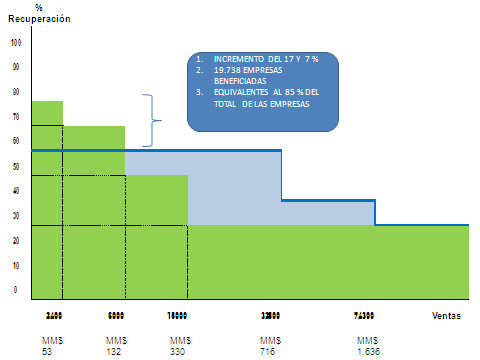 %
Recuperación
1. INCREMENTO DEL 17 Y 7 %
2. 19.738 EMPRESAS
BENEFICIADAS
3. EQUIVALENTES AL 85 % DEL
TOTAL DE LAS EMPRESAS
100
90
80
70
60
50
40
30
20
10
0
2400 6000 15000 Ventas
MM$ MM$ MM$ MM$ MM$
53 132 330 716 1.636